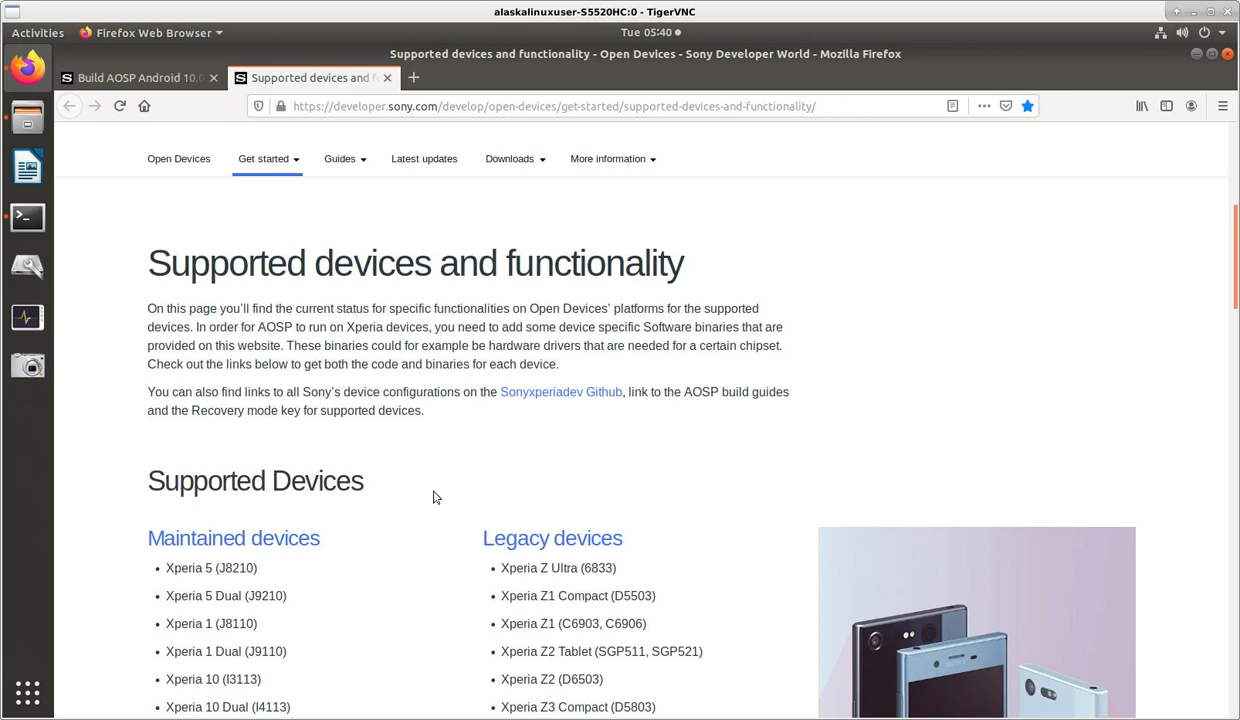 alaskalinuxuser-S5520HC:0 - TigerVNC
Activities
Firefox Web Browser
Tue 05:40
Supported devices and functionality - Open Devices - Sony Developer World - Mozilla Firefox
Build AOSP Android 10.0
Supported devices and f
https://developer.sony.com/develop/open-devices/get-started/supported-devices-and-functionality/
Open Devices
Get started
Guides
Latest updates
Downloads
More information
Supported devices and functionality
On this page you’ll find the current status for specific functionalities on Open Devices’ platforms for the supported
devices. In order for AOSP to run on Xperia devices, you need to add some device specific Software binaries that are
provided on this website. These binaries could for example be hardware drivers that are needed for a certain chipset.
Check out the links below to get both the code and binaries for each device.
You can also find links to all Sony’s device configurations on the Sonyxperiadev Github, link to the AOSP build guides
and the Recovery mode key for supported devices.
Supported Devices
Maintained devices
• Xperia 5 (J8210)
• Xperia 5 Dual (J9210)
• Xperia 1 (J8110)
• Xperia 1 Dual (J9110)
• Xperia 10 (I3113)
• Xperia 10 Dual (I4113)
Legacy devices
• Xperia Z Ultra (6833)
• Xperia Z1 Compact (D5503)
• Xperia Z1 (C6903, C6906)
• Xperia Z2 Tablet (SGP511, SGP521)
• Xperia Z2 (D6503)
• Xperia Z3 Compact (D5803)
SONY